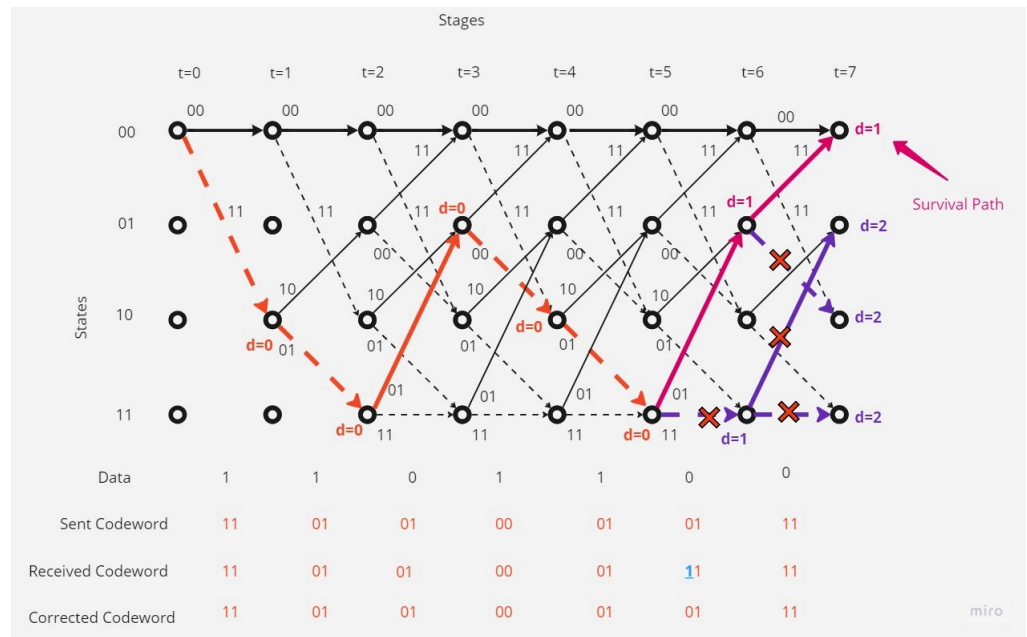 Stages
t=0 t=1 t=2 t=3 t=4 t=5 t=6 t=7
00 00 00 00 00 00 00
00 d=1
11 11 11 11 11
Survival Path
d=0 d=1
01 11 11 11 11 11 11 11 d=2
00 00 00 00
10 10 10 10 10
States
10 d=0 d=0 d=2
01 01 01 01 01
01 01 01 01
11 d=0 d=0 d=2
11 11 11 11 d=1
Data 1 1 0 1 1 0 0
Sent Codeword 11 01 01 00 01 01 11
Received Codeword 11 01 01 00 01 11 11
Corrected Codeword 11 01 01 00 01 01 11
miro